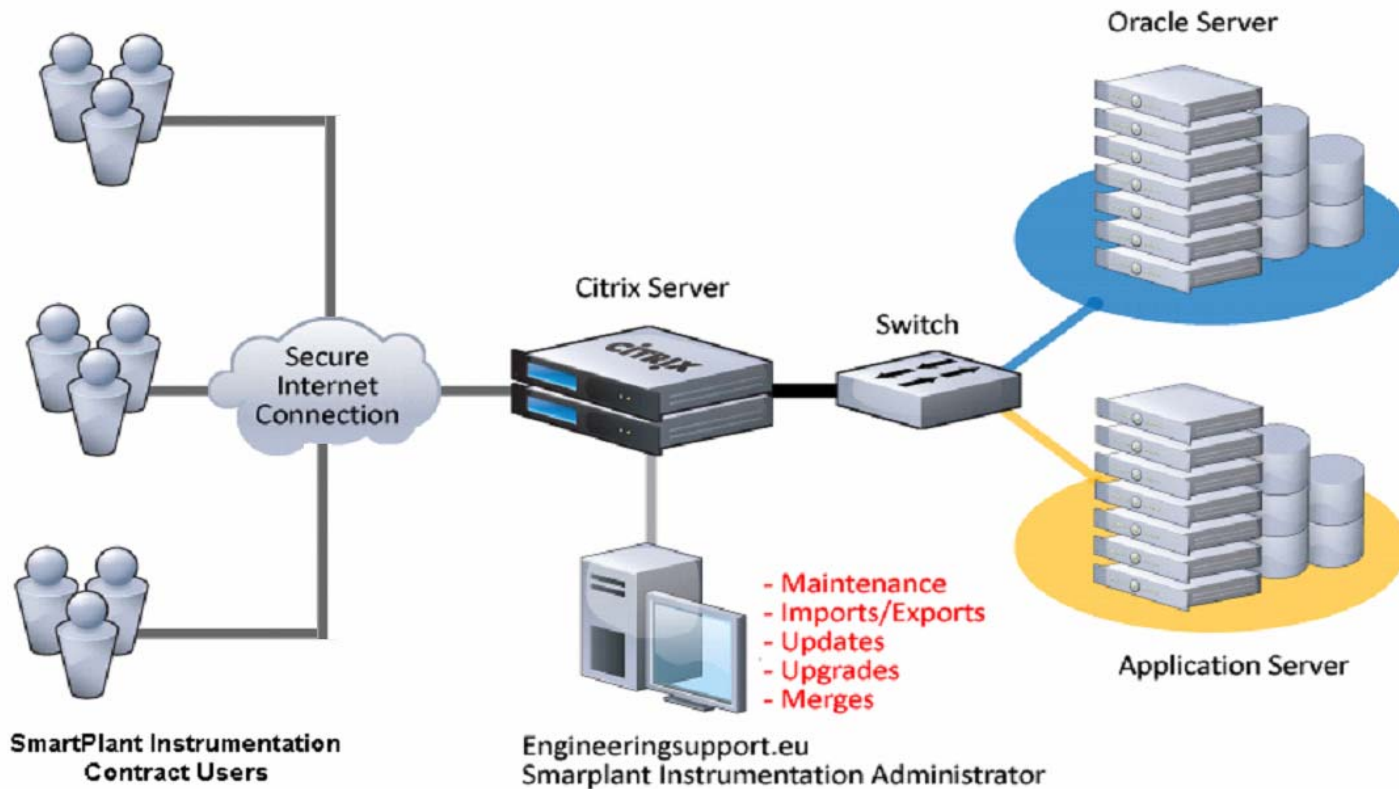 Oracle Server
Citrix Server
CITRIX
Switch
Secure
Internet
Connection
- Maintenance
- Imports/Exports
- Updates
- Upgrades
- Merges
Application Server
SmartPlant Instrumentation
Contract Users
Engineeringsupport.eu
Smarplant Instrumentation Administrator